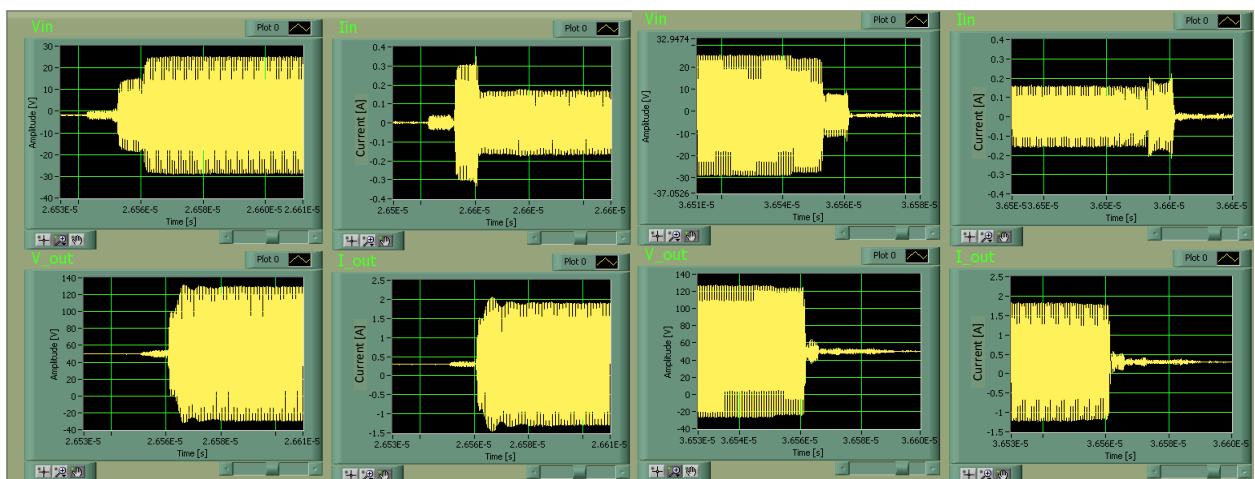 Vin
Plot 0
Amplitude [V]
30
20
10
0
-10
-20
-30
-40
2.653E-5
2.656E-5
2.658E-5
2.660E-5
2.661E-5
Time [s]
Iin
Plot 0
Current [A]
0.4
0.3
0.2
0.1
0
-0.1
-0.2
-0.3
-0.4
2.65E-5
2.66E-5
2.66E-5
2.66E-5
Time [s]
Vin
Plot 0
Amplitude [V]
32.9474
20
10
0
-10
-20
-30
-37.0526
3.651E-5
3.654E-5
3.656E-5
3.658E-5
Time [s]
Iin
Plot 0
Current [A]
0.4
0.3
0.2
0.1
0
-0.1
-0.2
-0.3
-0.4
3.65E-5
3.65E-5
3.65E-5
3.66E-5
3.66E-5
Time [s]
V_out
Plot 0
Amplitude [V]
140
120
100
80
60
40
20
0
-20
-40
2.653E-5
2.656E-5
2.658E-5
2.661E-5
Time [s]
I_out
Plot 0
Current [A]
2.5
2
1.5
1
0.5
0
-0.5
-1
-1.5
2.653E-5
2.656E-5
2.658E-5
2.661E-5
Time [s]
V_out
Plot 0
Amplitude [V]
140
120
100
80
60
40
20
0
-20
-40
3.653E-5
3.654E-5
3.656E-5
3.658E-5
3.660E-5
Time [s]
I_out
Plot 0
Current [A]
2.5
2
1.5
1
0.5
0
-0.5
-1
-1.5
3.653E-5
3.656E-5
3.658E-5
3.660E-5
Time [s]